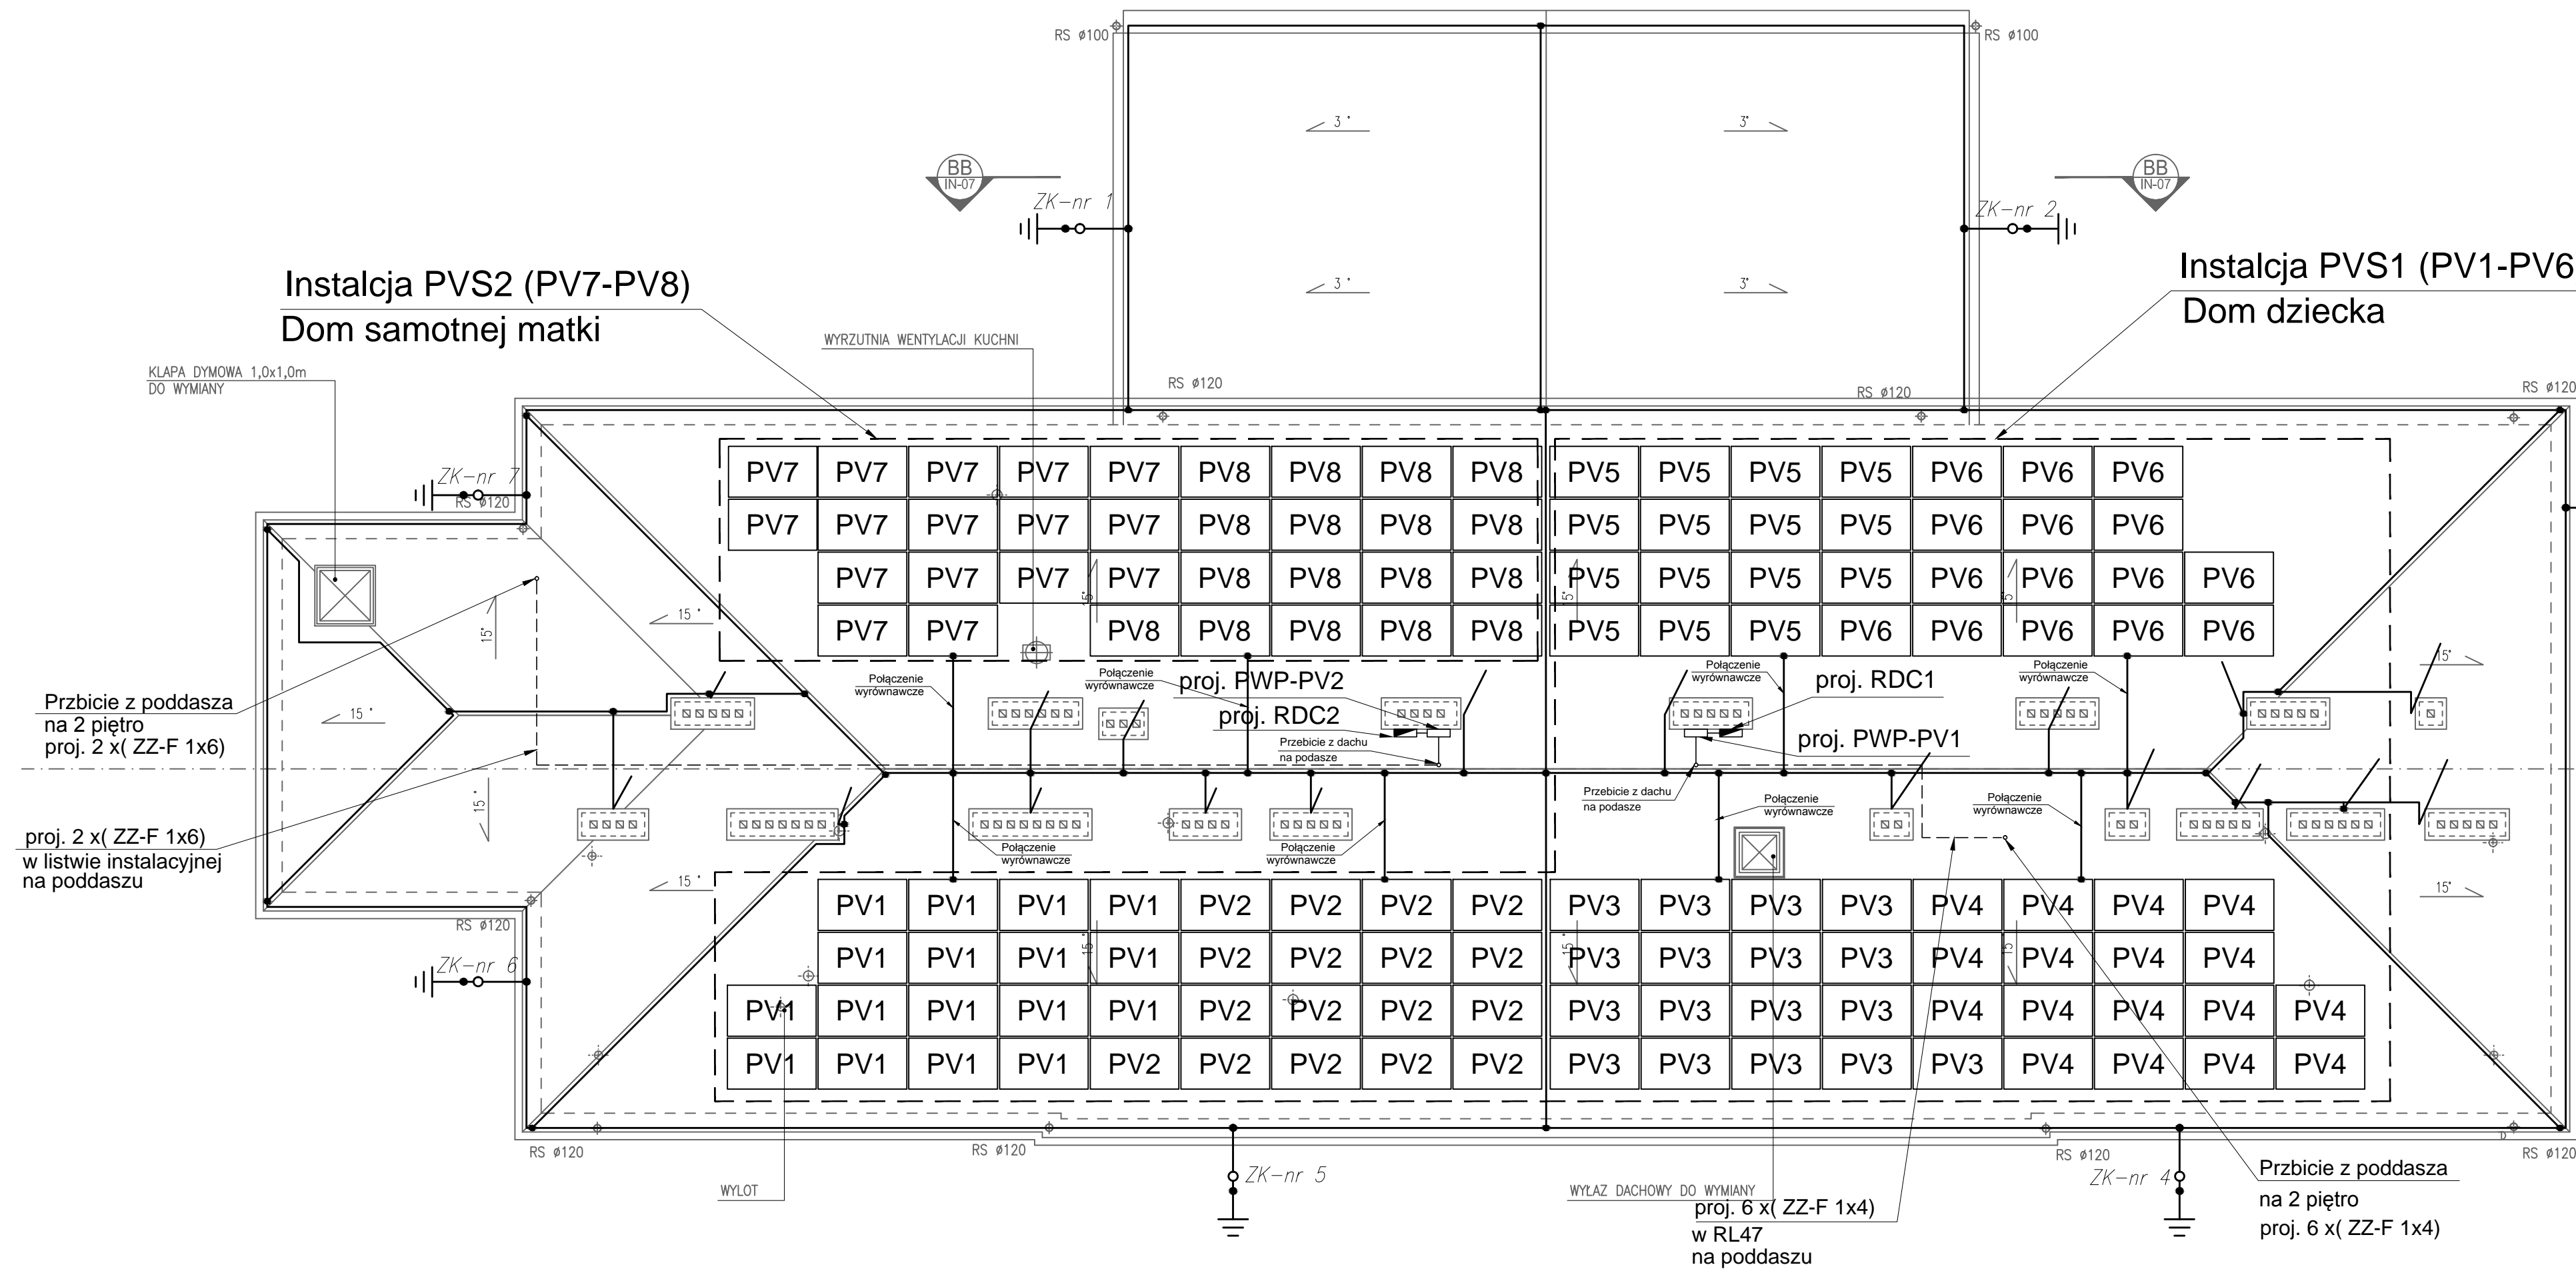 RS ø100
RS ø100
3 °
3°
BB
IN-07
BB
IN-07
ZK-nr 1
ZK-nr 2
Instalcja PVS2 (PV7-PV8)
Dom samotnej matki
Instalcja PVS1 (PV1-PV6
Dom dziecka
3 °
3°
WYRZUTNIA WENTYLACJI KUCHNI
KLAPA DYMOWA 1,0x1,0m
DO WYMIANY
RS ø120
RS ø120
RS ø120
ZK-nr 7
RS ø120
PV7 PV7 PV7 PV7 PV7 PV8 PV8 PV8 PV8 PV5 PV5 PV5 PV5 PV6 PV6 PV6
PV7 PV7 PV7 PV7 PV7 PV8 PV8 PV8 PV8 PV5 PV5 PV5 PV5 PV6 PV6 PV6
PV7 PV7 PV7 PV7 PV8 PV8 PV8 PV8 PV5 PV5 PV5 PV5 PV6 PV6 PV6 PV6
PV7 PV7 PV8 PV8 PV8 PV8 PV8 PV5 PV5 PV5 PV6 PV6 PV6 PV6 PV6
15°
15°
15°
15°
15 °
15°
Przbicie z poddasza
na 2 piętro
proj. 2 x( ZZ-F 1x6)
15 °
Połączenie
wyrównawcze
Połączenie
wyrównawcze
proj. PWP-PV2
proj. RDC2
Przebicie z dachu
na podasze
Połączenie
wyrównawcze
proj. RDC1
proj. PWP-PV1
Połączenie
wyrównawcze
Przebicie z dachu
na podasze
proj. 2 x( ZZ-F 1x6)
w listwie instalacyjnej
na poddaszu
15 °
15 °
Połączenie
wyrównawcze
Połączenie
wyrównawcze
Połączenie
wyrównawcze
Połączenie
wyrównawcze
15°
RS ø120
ZK-nr 6
PV1 PV1 PV1 PV1 PV2 PV2 PV2 PV2 PV3 PV3 PV3 PV3 PV4 PV4 PV4 PV4
PV1 PV1 PV1 PV1 PV2 PV2 PV2 PV2 PV3 PV3 PV3 PV3 PV4 PV4 PV4 PV4
PV1 PV1 PV1 PV1 PV1 PV2 PV2 PV2 PV2 PV3 PV3 PV3 PV3 PV4 PV4 PV4 PV4 PV4
PV1 PV1 PV1 PV1 PV2 PV2 PV2 PV2 PV2 PV3 PV3 PV3 PV3 PV3 PV4 PV4 PV4 PV4
15°
15°
15
RS ø120
RS ø120
RS ø120
RS ø120
D
WYLOT
ZK-nr 5
WYŁAZ DACHOWY DO WYMIANY
proj. 6 x( ZZ-F 1x4)
w RL47
na poddaszu
ZK-nr 4
Przbicie z poddasza
na 2 piętro
proj. 6 x( ZZ-F 1x4)